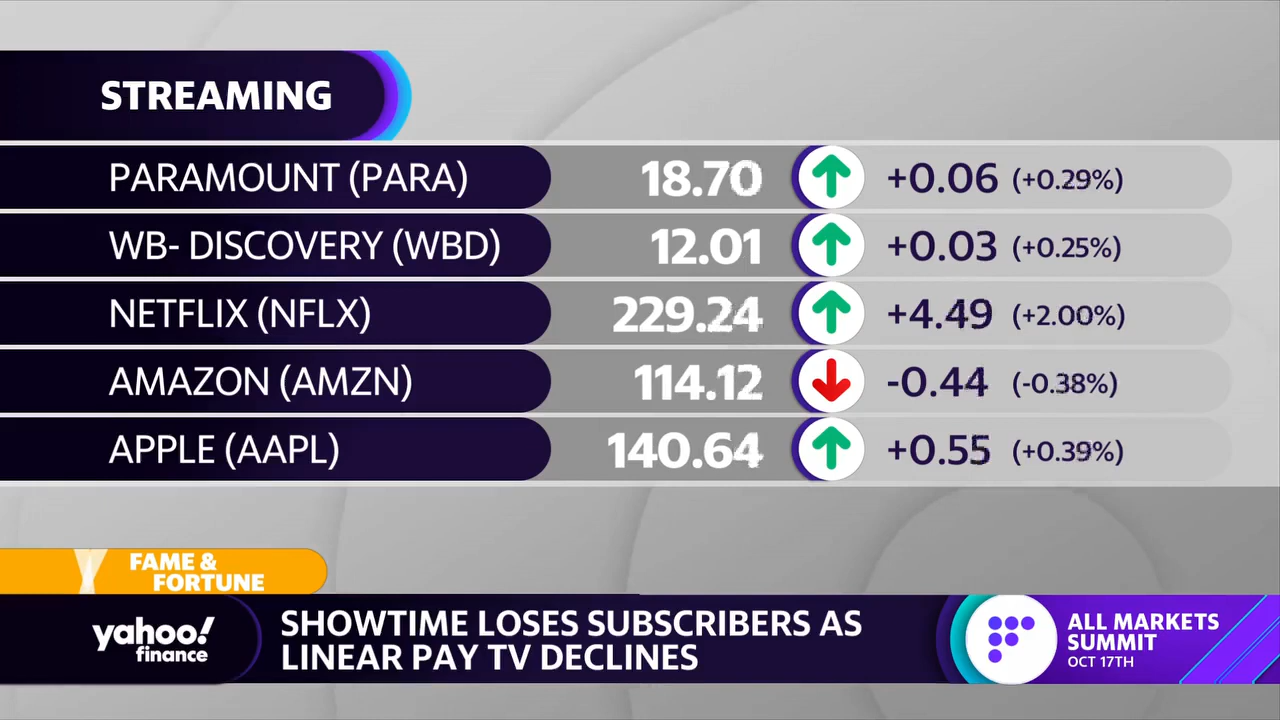 STREAMING
PARAMOUNT (PARA) 18.70 +0.06 (+0.29%)
WB- DISCOVERY (WBD) 12.01 +0.03 (+0.25%)
NETFLIX (NFLX) 229.24 +4.49 (+2.00%)
AMAZON (AMZN) 114.12 -0.44 (-0.38%)
APPLE (AAPL) 140.64 +0.55 (+0.39%)
FAME &
FORTUNE
yahoo!
finance
SHOWTIME LOSES SUBSCRIBERS AS
LINEAR PAY TV DECLINES
ALL MARKETS
SUMMIT
OCT 17TH